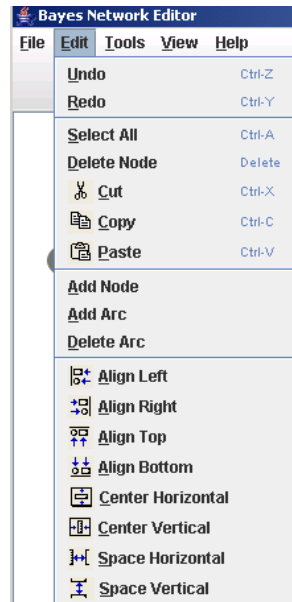 Bayes Network Editor
File Edit Tools View Help
Undo Ctrl-Z
Redo Ctrl-Y
Select All Ctrl-A
Delete Node Delete
Cut Ctrl-X
Copy Ctrl-C
Paste Ctrl-V
Add Node
Add Arc
Delete Arc
Align Left
Align Right
Align Top
Align Bottom
Center Horizontal
Center Vertical
Space Horizontal
Space Vertical